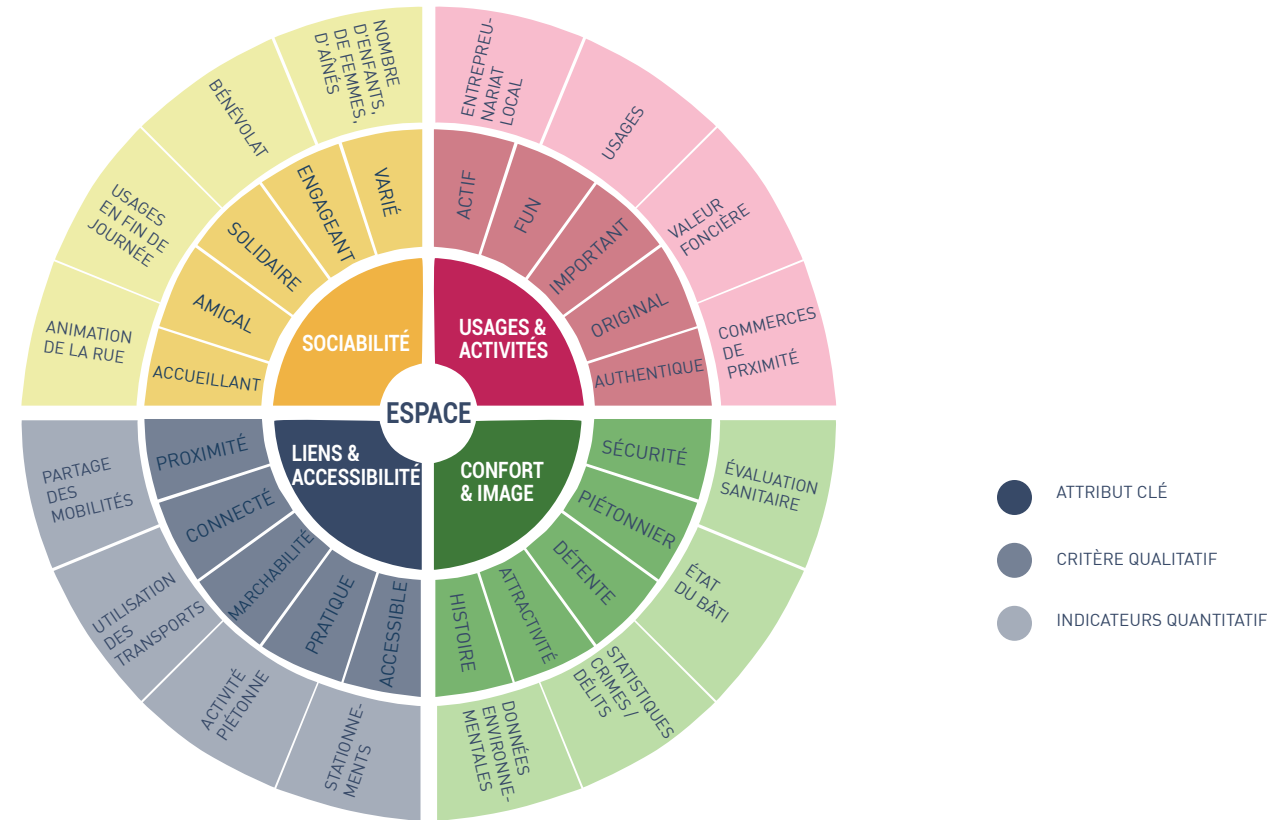 NOMBRE
D'ENFANTS,
DE FEMMES,
D'AÎNÉS
BÉNÉVOLAT
USAGES
EN FIN DE
JOURNÉE
ANIMATION
DE LA RUE
VARIÉ
ENGAGEANT
SOLIDAIRE
AMICAL
ACCUEILLANT
SOCIABILITÉ
ENTREPREU-
NARIAT
LOCAL
USAGES
VALEUR
FONCIÈRE
COMMERCES
DE
PRXIMITÉ
ACTIF
FUN
IMPORTANT
ORIGINAL
AUTHENTIQUE
USAGES &
ACTIVITÉS
ESPACE
LIENS &
ACCESSIBILITÉ
PROXIMITÉ
CONNECTÉ
MARCHABILITÉ
PRATIQUE
ACCESSIBLE
PARTAGE
DES
MOBILITÉS
UTILISATION
DES
TRANSPORTS
ACTIVITÉ
PIÉTONNE
STATIONNE-
MENTS
CONFORT
& IMAGE
SÉCURITÉ
PIÉTONNIER
DÉTENTE
ATTRACTIVITÉ
HISTOIRE
ÉVALUATION
SANITAIRE
ÉTAT
DU BÂTI
STATISTIQUES
CRIMES /
DÉLITS
DONNÉES
ENVIRONNE-
MENTALES
ATTRIBUT CLÉ
CRITÈRE QUALITATIF
INDICATEURS QUANTITATIF